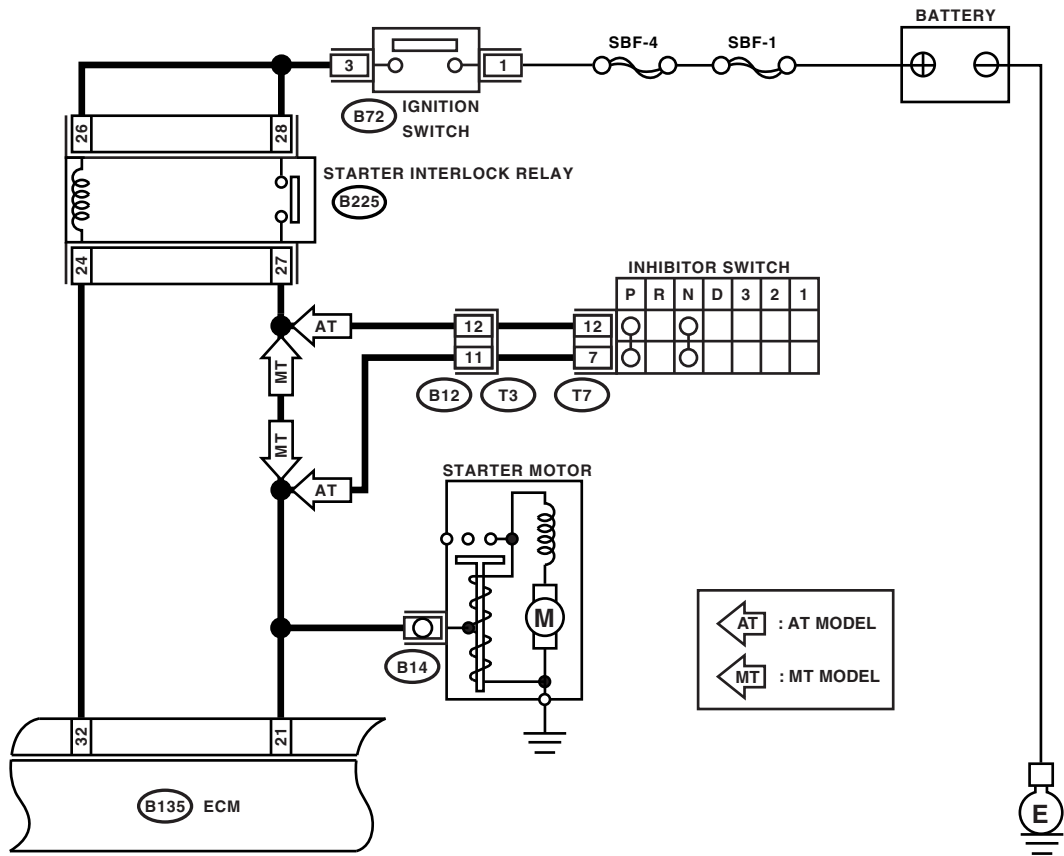 BATTERY
SBF-4
SBF-1
3
1
B72
IGNITION
SWITCH
26
28
STARTER INTERLOCK RELAY
B225
24
27
INHIBITOR SWITCH
P R N D 3 2 1
AT
12
12
11
7
B12
T3
T7
MT
MT
AT
STARTER MOTOR
M
B14
AT : AT MODEL
MT : MT MODEL
32
21
B135 ECM
E